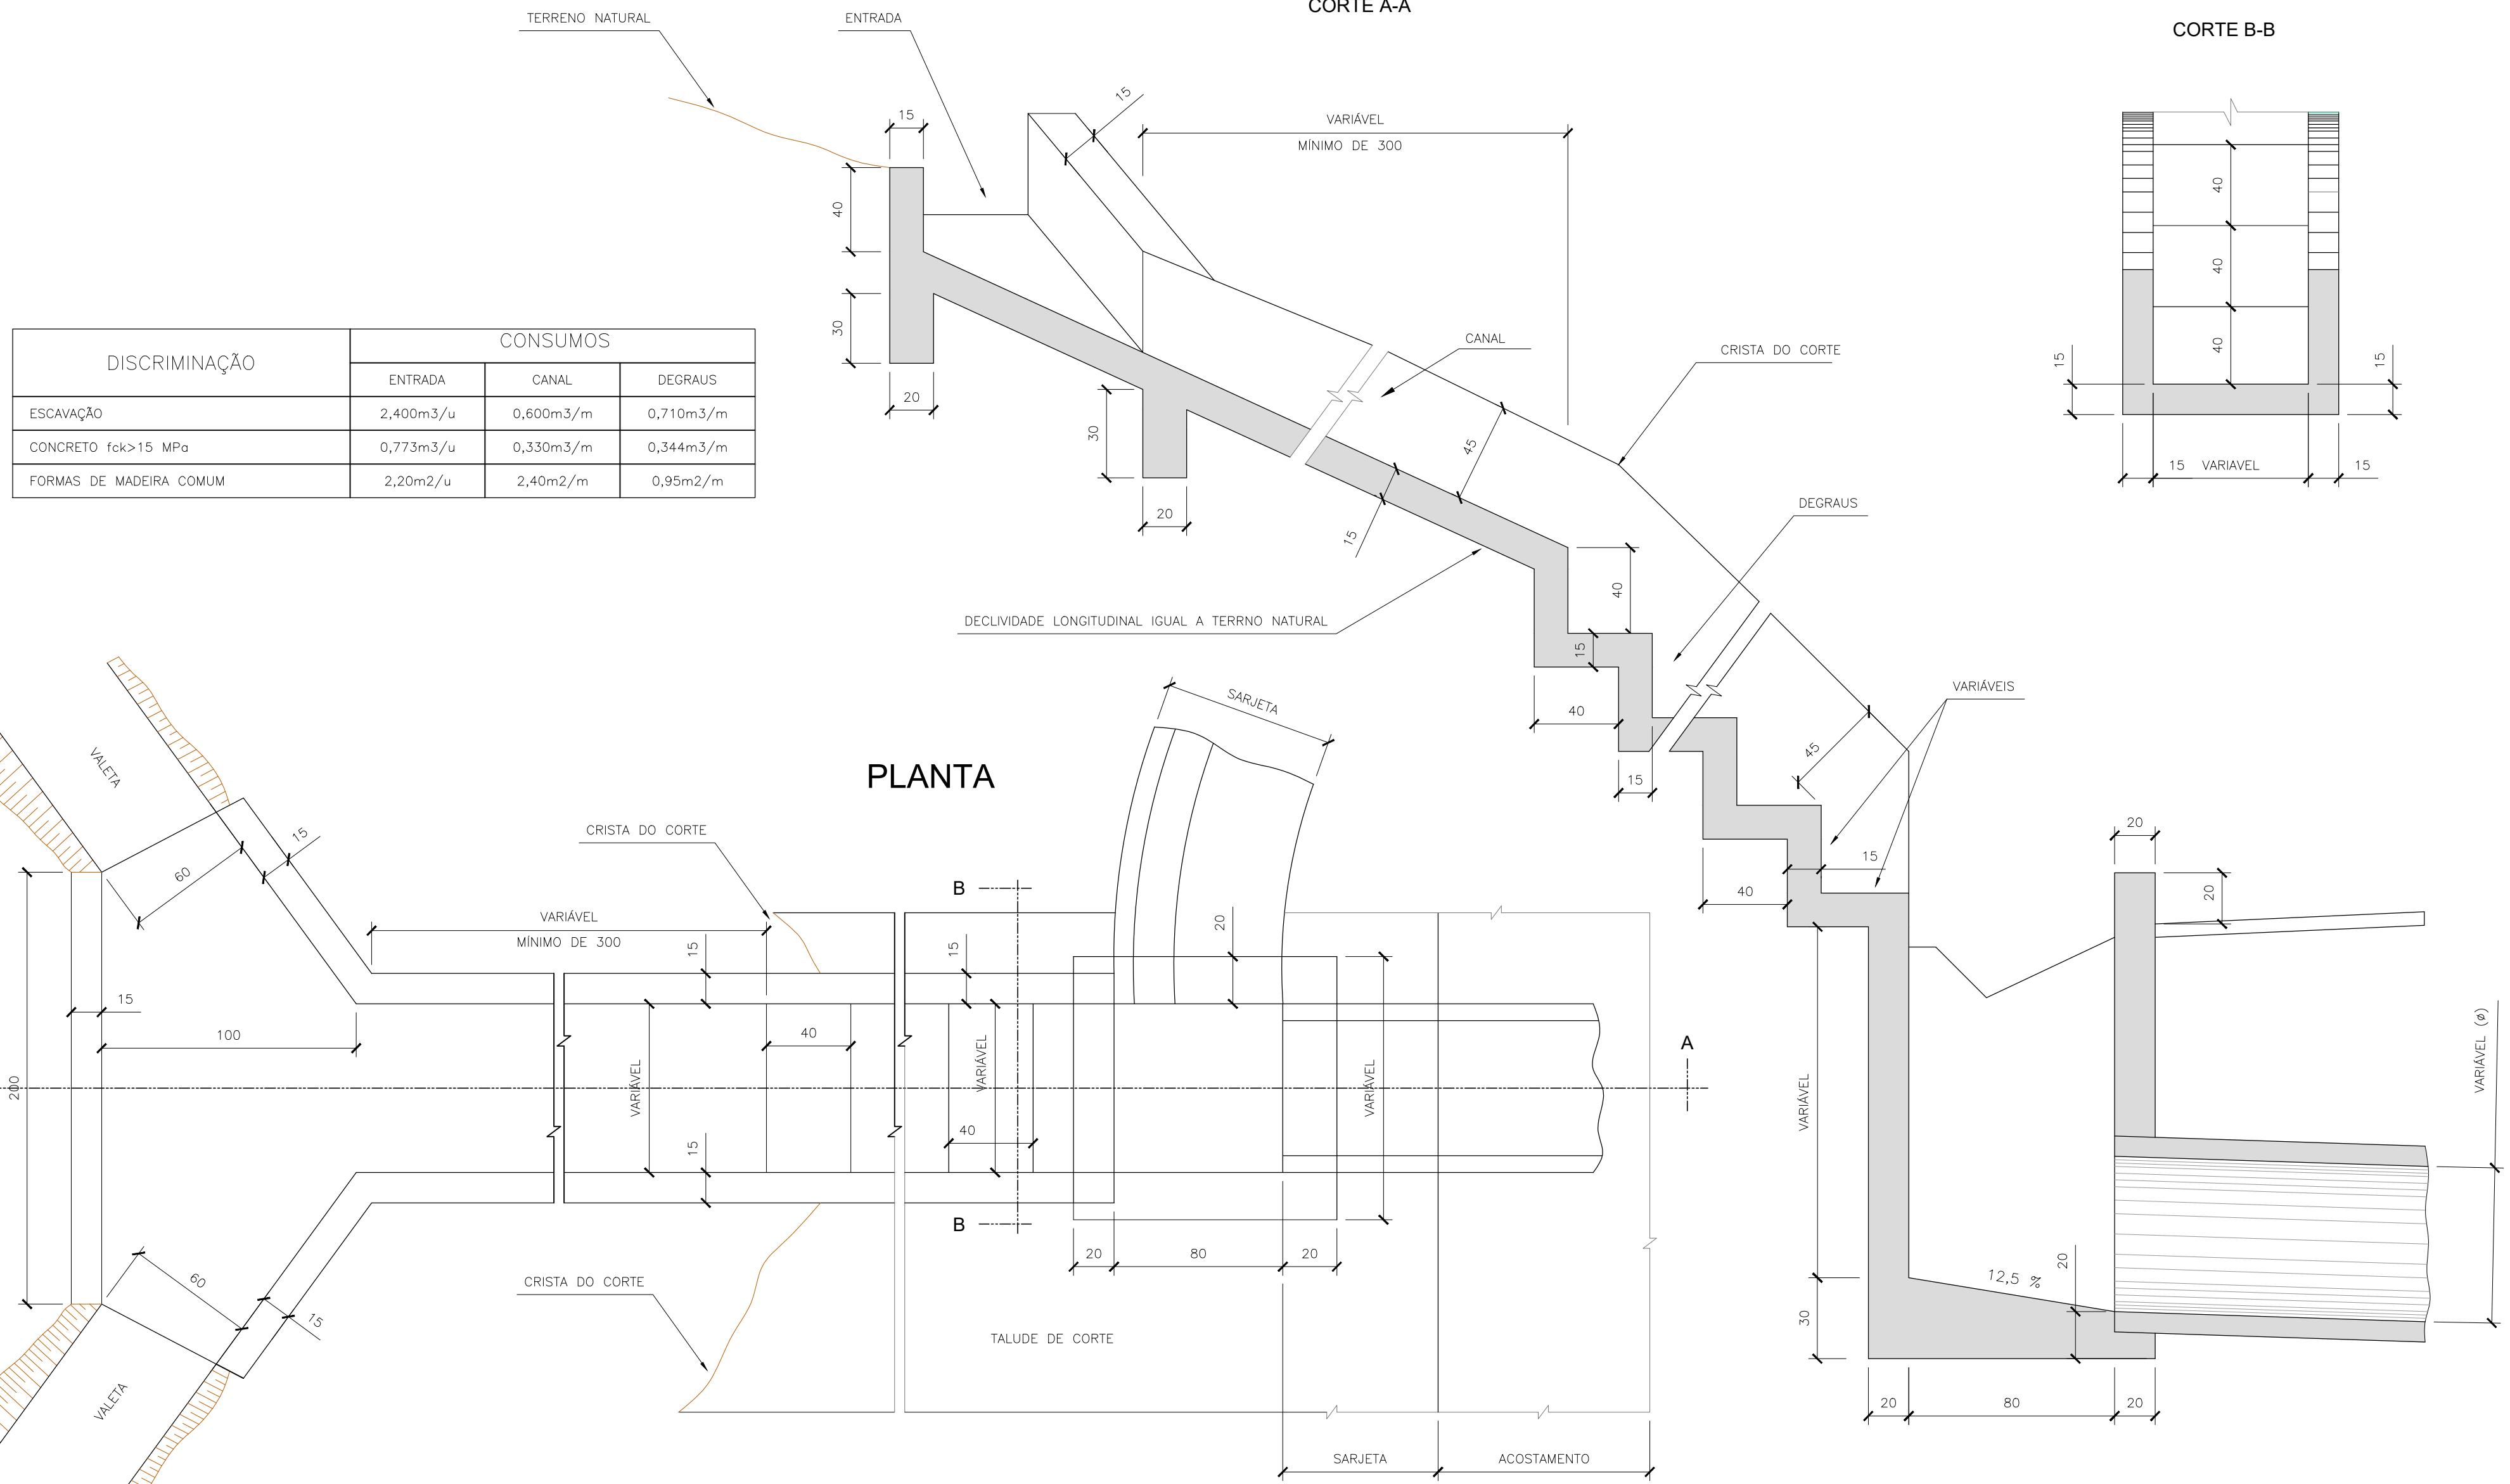 CORTE A-A
CORTE B-B
TERRENO NATURAL
ENTRADA
15
15
VARIÁVEL
MÍNIMO DE 300
40
30
20
30
20
CANAL
CRISTA DO CORTE
45
15
DEGRAUS
DECLIVIDADE LONGITUDINAL IGUAL A TERRNO NATURAL
40
15
40
15
VARIÁVEIS
45
15
40
40
40
40
15
15
15
VARIAVEL
15
DISCRIMINAÇÃO
CONSUMOS
ENTRADA
CANAL
DEGRAUS
ESCAVAÇÃO
2,400m3/u
0,600m3/m
0,710m3/m
CONCRETO fck>15 MPa
0,773m3/u
0,330m3/m
0,344m3/m
FORMAS DE MADEIRA COMUM
2,20m2/u
2,40m2/m
0,95m2/m
PLANTA
VALETA
60
15
CRISTA DO CORTE
VARIÁVEL
MÍNIMO DE 300
SARJETA
B
15
15
20
15
100
200
VARIÁVEL
40
VARIÁVEL
40
VARIÁVEL
A
15
B
20
80
20
60
15
VALETA
CRISTA DO CORTE
TALUDE DE CORTE
SARJETA
ACOSTAMENTO
20
20
VARIÁVEL
VARIÁVEL (ø)
12,5 %
20
30
20
80
20